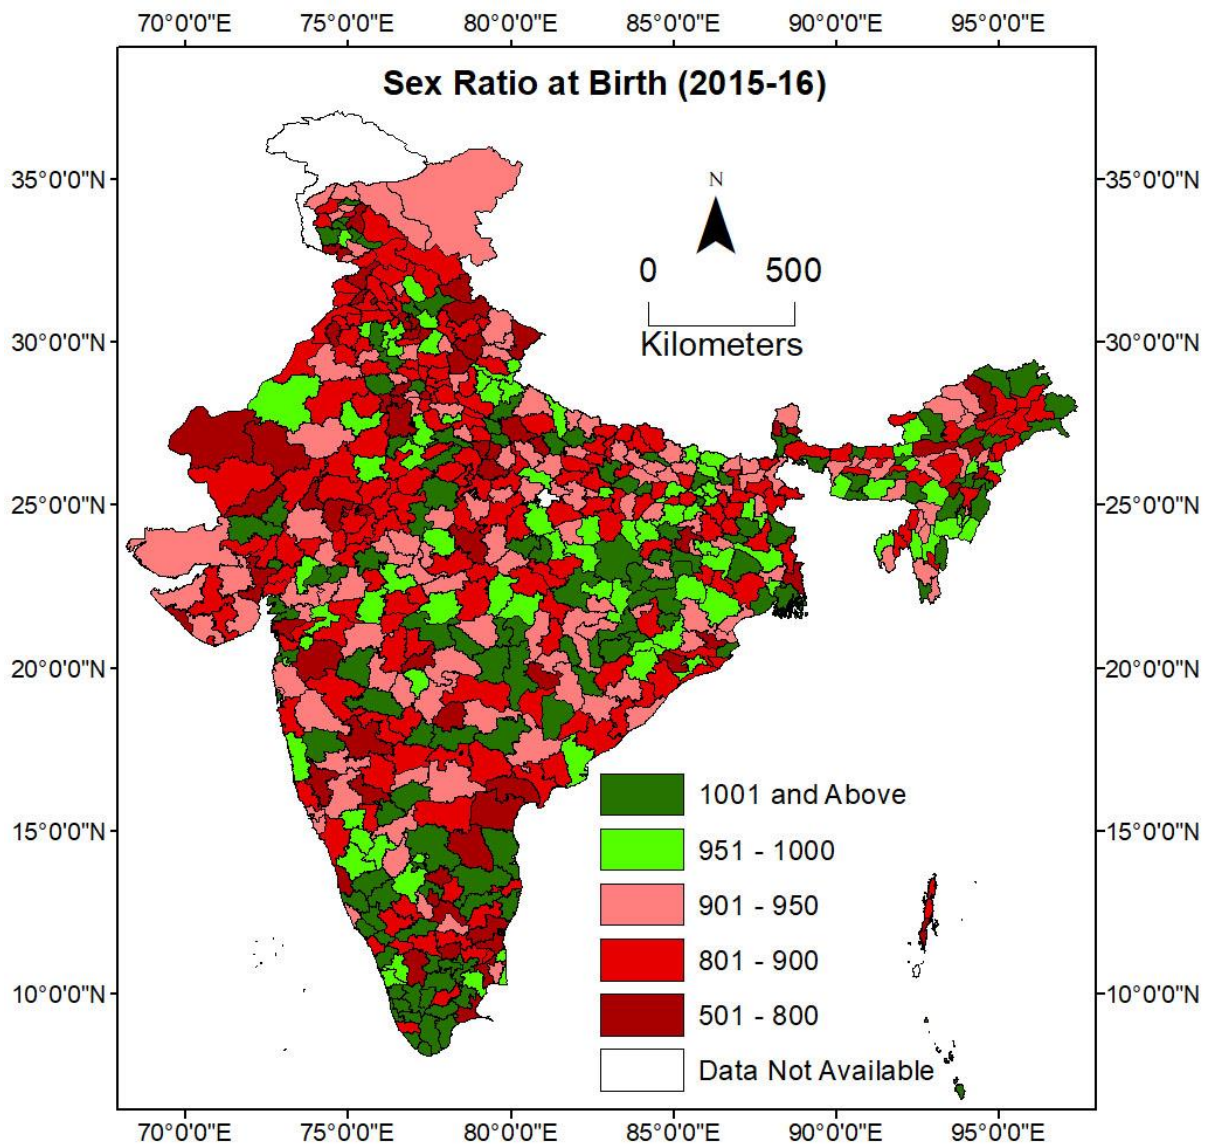 70°0'0"E 75°0'0"E 80°0'0"E 85°0'0"E 90°0'0"E 95°0'0"E
Sex Ratio at Birth (2015-16)
35°0'0"N 35°0'0"N
N
0 500
Kilometers
30°0'0"N 30°0'0"N
25°0'0"N 25°0'0"N
20°0'0"N 20°0'0"N
1001 and Above
15°0'0"N 15°0'0"N
951 - 1000
901 - 950
801 - 900
10°0'0"N 10°0'0"N
501 - 800
Data Not Available
70°0'0"E 75°0'0"E 80°0'0"E 85°0'0"E 90°0'0"E 95°0'0"E